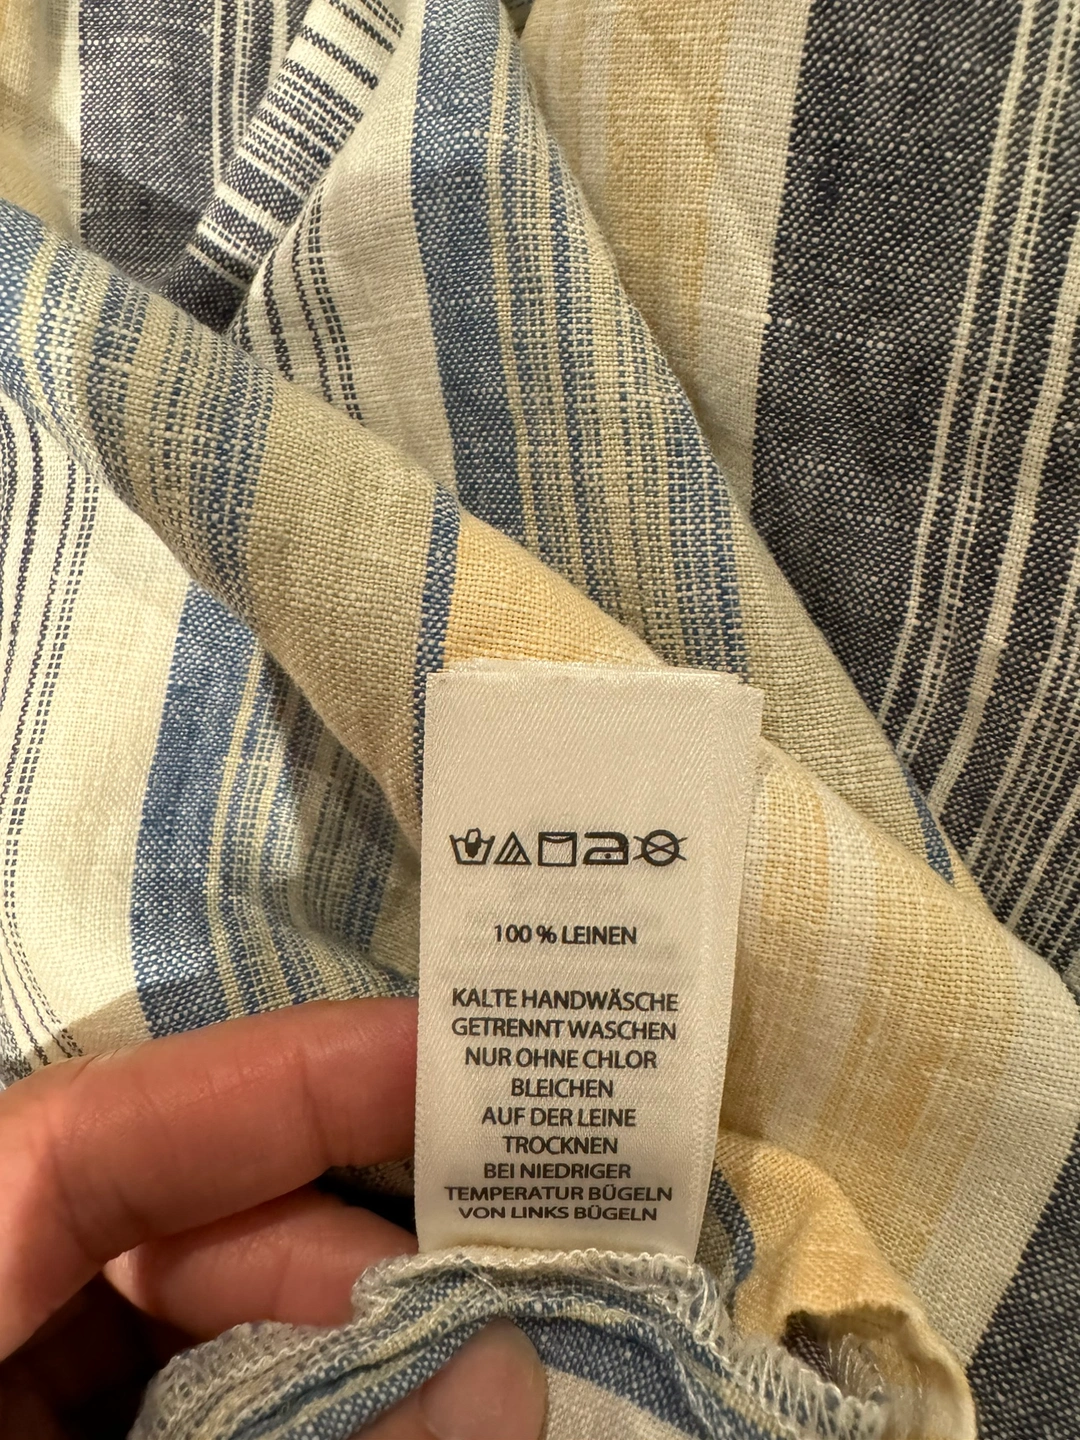 100 % LEINEN
KALTE HANDWÄSCHE
GETRENNT WASCHEN
NUR OHNE CHLOR
BLEICHEN
AUF DER LEINE
TROCKNEN
BEI NIEDRIGER
TEMPERATUR BÜGELN
VON LINKS BÜGELN